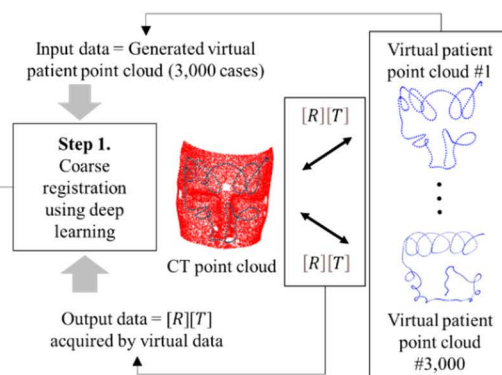 Input data = Generated virtual
patient point cloud (3,000 cases)
Step 1.
Coarse
registration
using deep
learning
CT point cloud
Output data = [R][T]
acquired by virtual data
[R][T]
[R][T]
Virtual patient
point cloud #1
Virtual patient
point cloud
#3,000